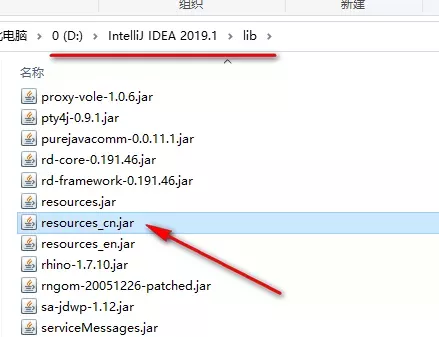 组织
新建
此电脑 > 0 (D:) > IntelliJ IDEA 2019.1 > lib >
名称
proxy-vole-1.0.6.jar
pty4j-0.9.1.jar
purejavacomm-0.0.11.1.jar
rd-core-0.191.46.jar
rd-framework-0.191.46.jar
resources.jar
resources_cn.jar
resources_en.jar
rhino-1.7.10.jar
rngom-20051226-patched.jar
sa-jdwp-1.12.jar
serviceMessages.jar